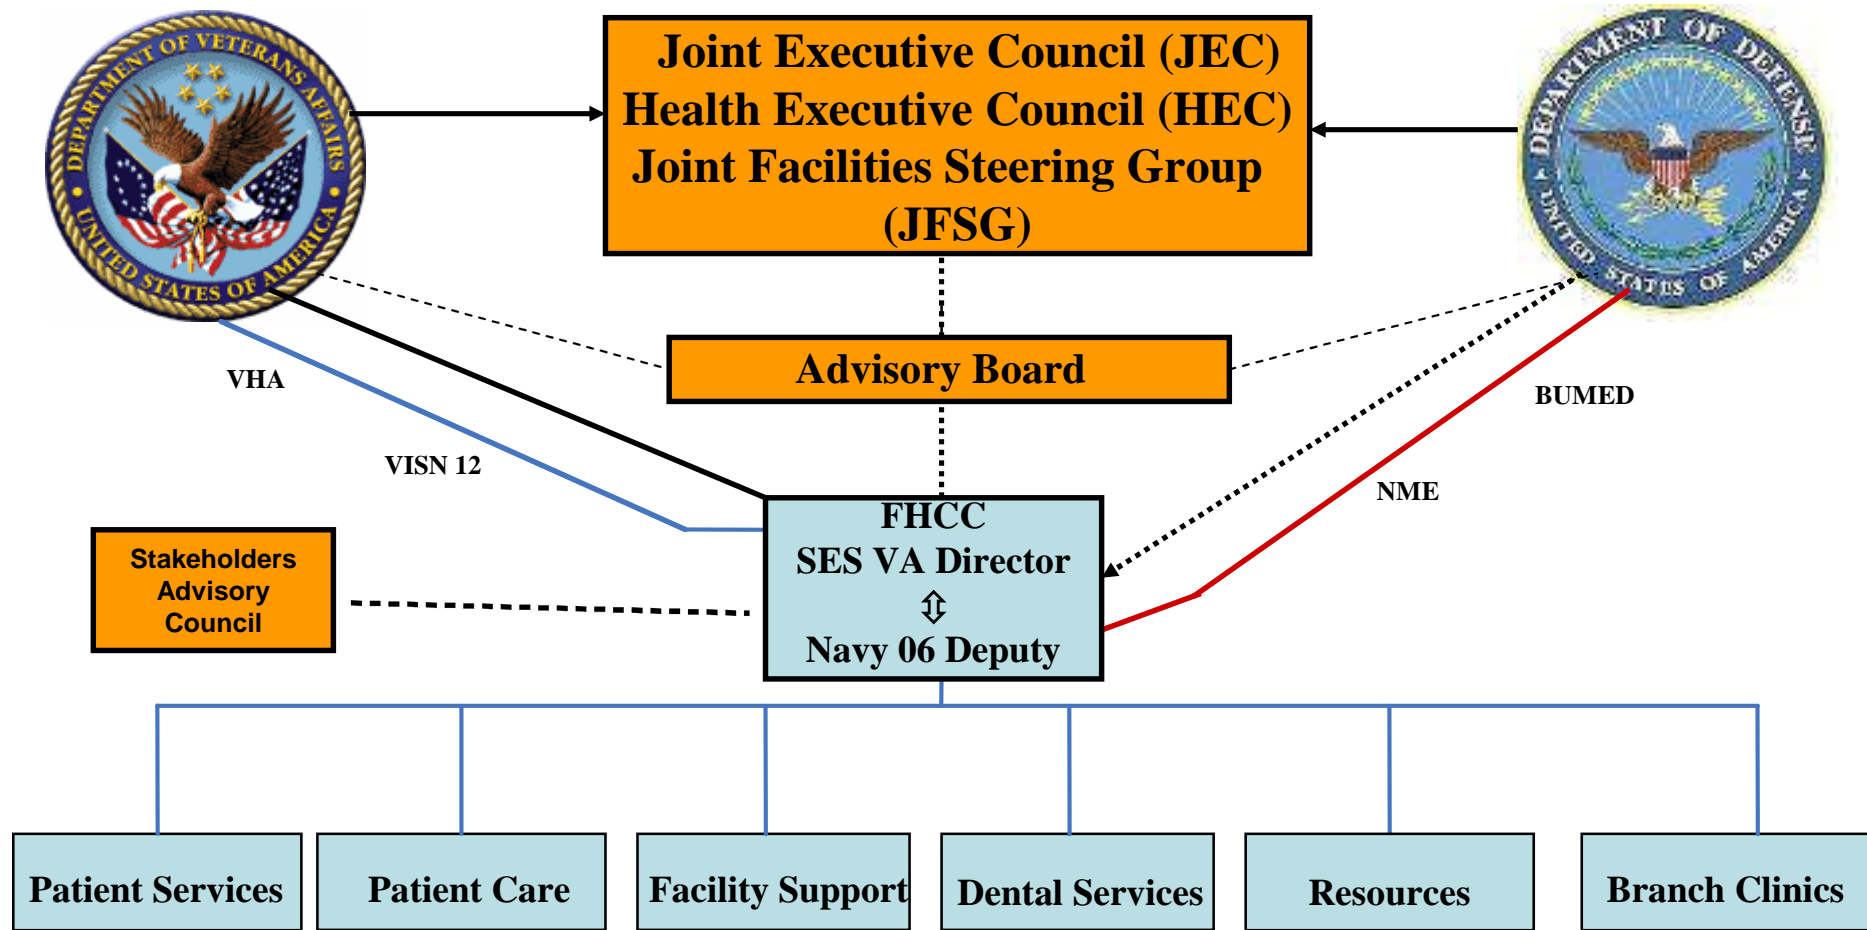 DEPARTMENT OF VETERANS AFFAIRS
UNITED STATES OF AMERICA
Joint Executive Council (JEC)
Health Executive Council (HEC)
Joint Facilities Steering Group
(JFSG)
DEPARTMENT OF DEFENSE
UNITED STATES OF AMERICA
Advisory Board
VHA
BUMED
VISN 12
NME
Stakeholders
Advisory
Council
FHCC
SES VA Director
⇕
Navy 06 Deputy
Patient Services
Patient Care
Facility Support
Dental Services
Resources
Branch Clinics